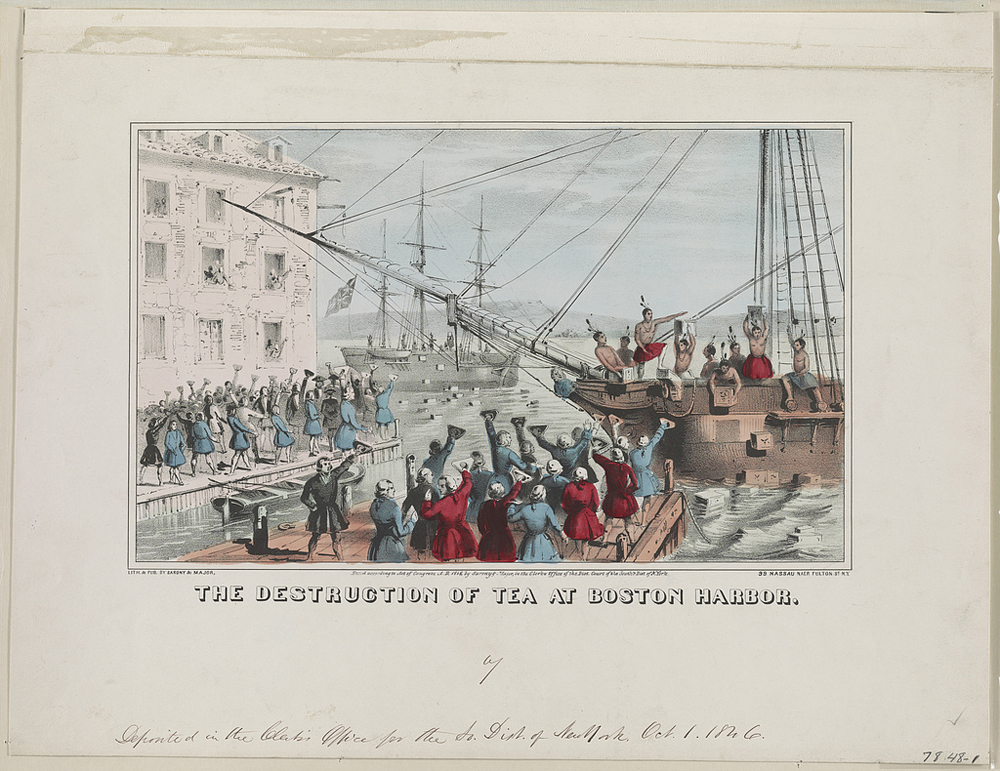 LITH. & PUB. BY SARONY & MAJOR,
Entd according to Act of Congress A.D. 1846, by Sarony & Major, in the Clerks Office of the Dist. Court of the South'n Dist. of N. York.
99 NASSAU NEER FULTON. ST N.Y.
THE DESTRUCTION OF TEA AT BOSTON HARBOR.
Deposited in the Clerk's Office for the So. Dist. of New York. Oct. 1. 1846.
78.48-1